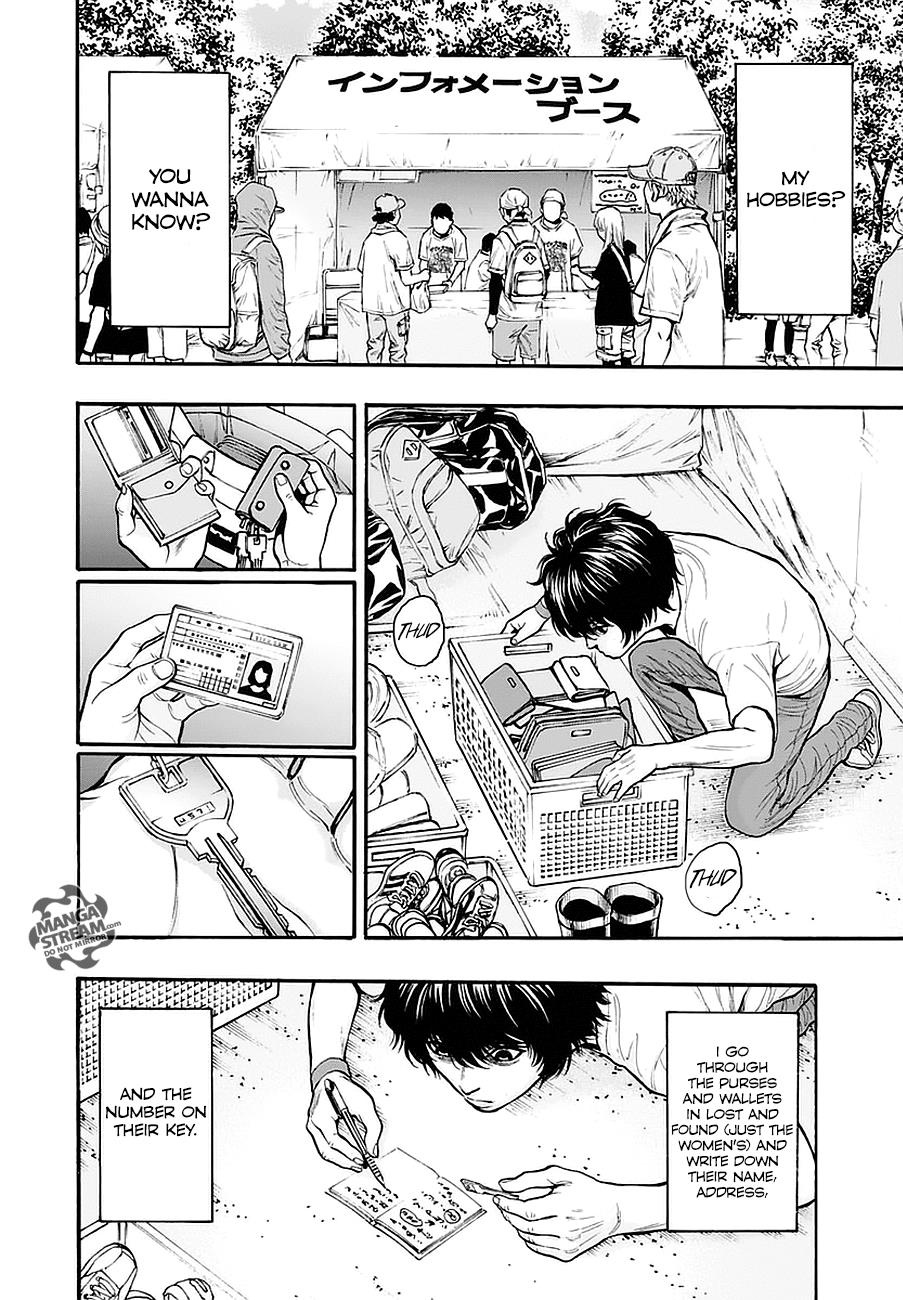 MY
HOBBIES?
インフォメーション
ブース
YOU
WANNA
KNOW?
THUD
THUD
MANGA
STREAM.com
DO NOT MIRROR
I GO
THROUGH
THE PURSES
AND WALLETS
IN LOST AND
FOUND (JUST THE
WOMEN'S) AND
WRITE DOWN
THEIR NAME,
ADDRESS,
AND THE
NUMBER ON
THEIR KEY.